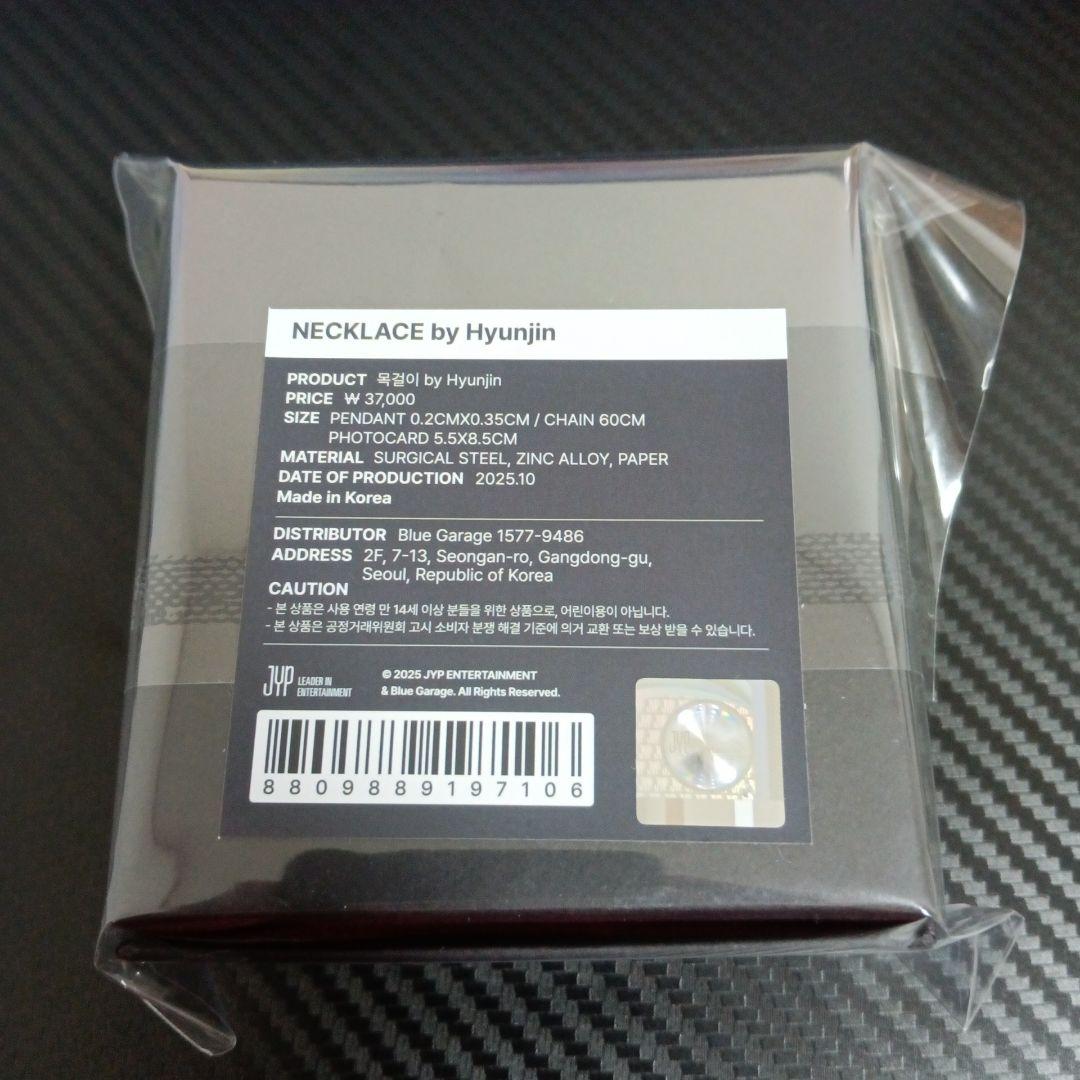 NECKLACE by Hyunjin
PRODUCT 목걸이 by Hyunjin
PRICE ₩ 37,000
SIZE PENDANT 0.2CMX0.35CM / CHAIN 60CM
PHOTOCARD 5.5X8.5CM
MATERIAL SURGICAL STEEL, ZINC ALLOY, PAPER
DATE OF PRODUCTION 2025.10
Made in Korea
DISTRIBUTOR Blue Garage 1577-9486
ADDRESS 2F, 7-13, Seongan-ro, Gangdong-gu,
Seoul, Republic of Korea
CAUTION
- 본 상품은 사용 연령 만 14세 이상 분들을 위한 상품으로, 어린이용이 아닙니다.
- 본 상품은 공정거래위원회 고시 소비자 분쟁 해결 기준에 의거 교환 또는 보상 받을 수 있습니다.
JYP LEADER IN
ENTERTAINMENT
© 2025 JYP ENTERTAINMENT
& Blue Garage. All Rights Reserved.
8809889197106
JYP